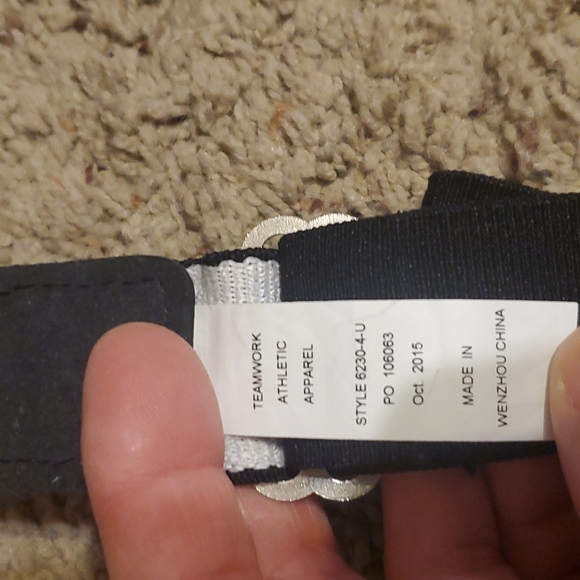 TEAMWORK
ATHLETIC
APPAREL
STYLE 6230-4-U
PO 106063
Oct. 2015
MADE IN
WENZHOU CHINA